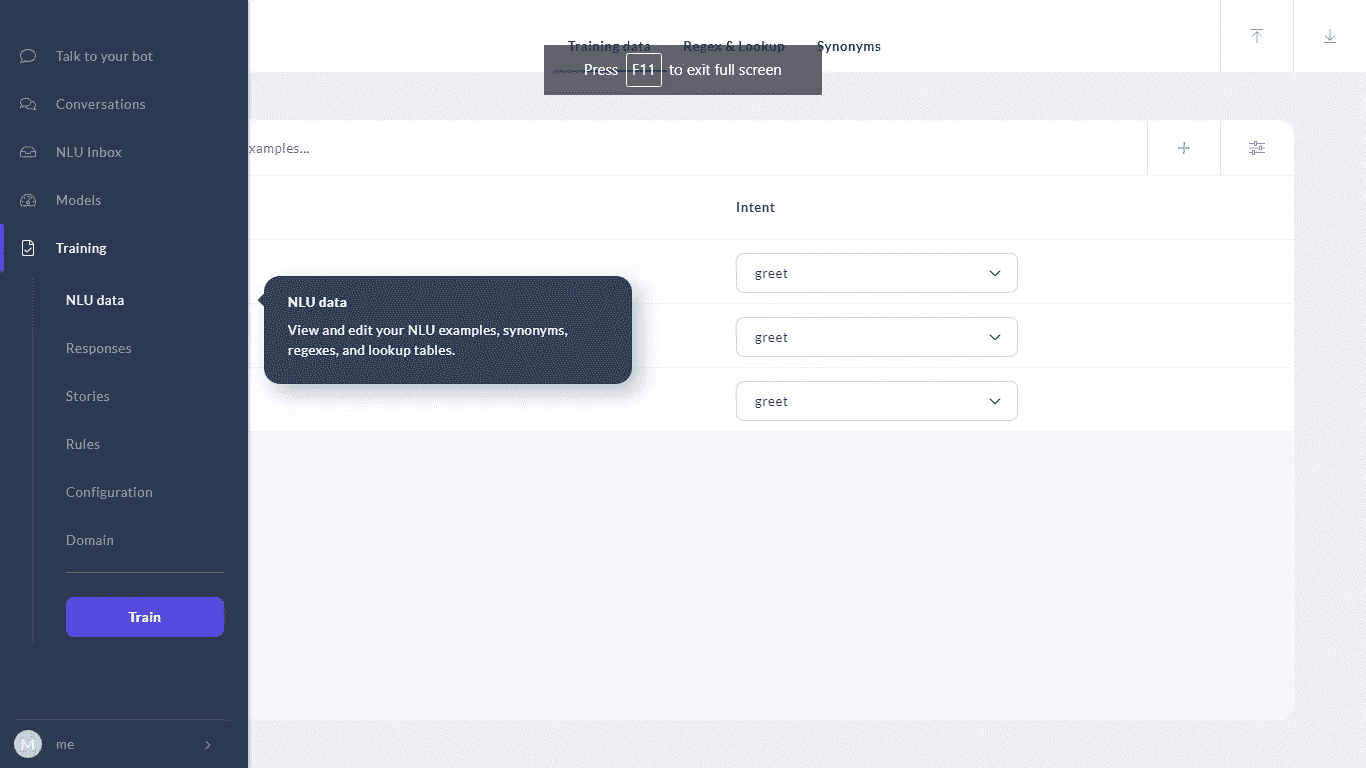 Talk to your bot
Conversations
NLU Inbox
Models
Training
NLU data
Responses
Stories
Rules
Configuration
Domain
Train
M me
Training data Regex & Lookup Synonyms
Press F11 to exit full screen
xamples...
Intent
greet
greet
greet
NLU data
View and edit your NLU examples, synonyms,
regexes, and lookup tables.